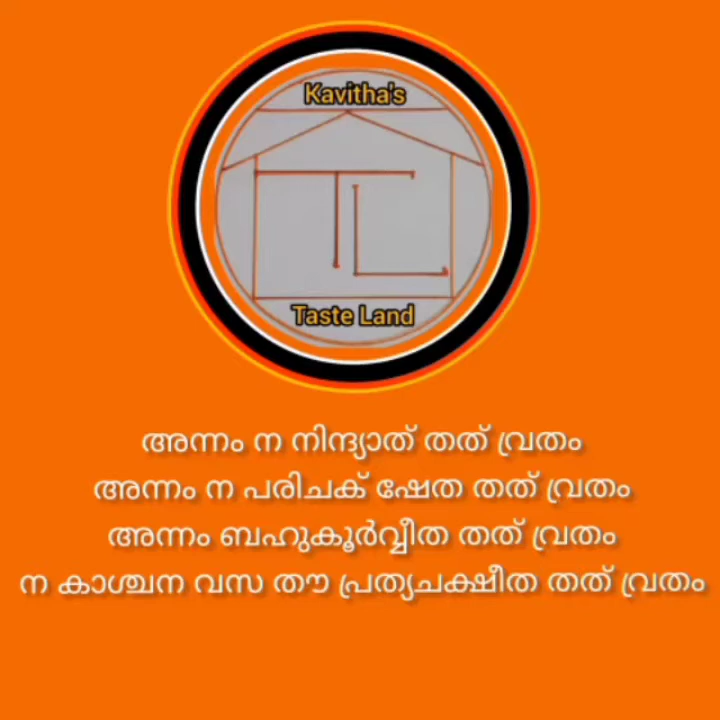 Kavitha's
TL
Taste Land
അന്നം ന നിന്ദ്യാത് തത് വ്രതം
അന്നം ന പരിചക് ഷേത തത് വ്രതം
അന്നം ബഹുകൂർവ്വീത തത് വ്രതം
ന കാശ്ചന വസ തൗ പ്രത്യചക്ഷീത തത് വ്രതം